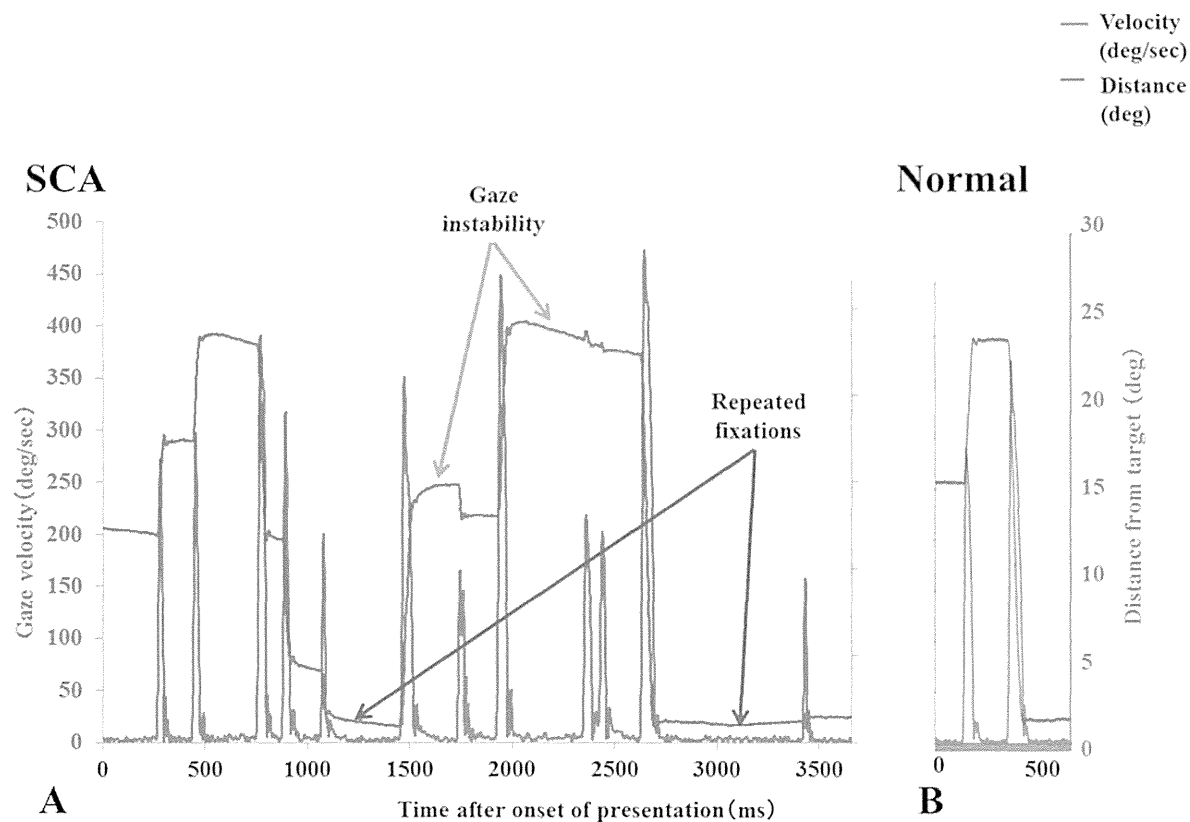 Velocity
(deg/sec)
Distance
(deg)
SCA
Normal
Gaze
instability
Repeated
fixations
500
450
400
350
300
250
200
150
100
50
0
Gaze velocity(deg/sec)
30
25
20
15
10
5
0
Distance from target (deg)
0 500 1000 1500 2000 2500 3000 3500
0 500
A
Time after onset of presentation(ms)
B